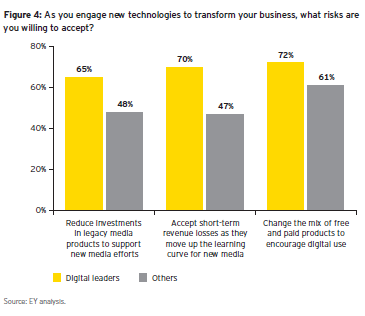 Figure 4: As you engage new technologies to transform your business, what risks are
you willing to accept?
80%
60%
40%
20%
0%
65%
48%
70%
47%
72%
61%
Reduce investments
in legacy media
products to support
new media efforts
Accept short-term
revenue losses as they
move up the learning
curve for new media
Change the mix of free
and paid products to
encourage digital use
Digital leaders
Others
Source: EY analysis.